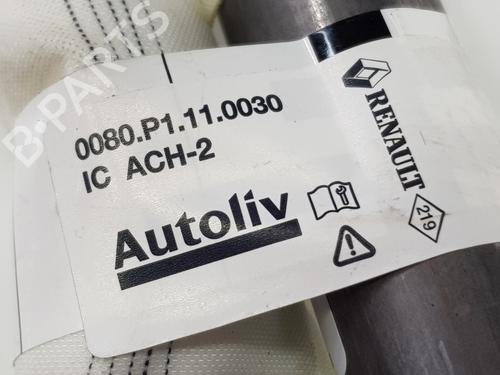 0080.P1.11.0030
IC ACH-2
Autoliv
RENAULT
219
B-PARTS